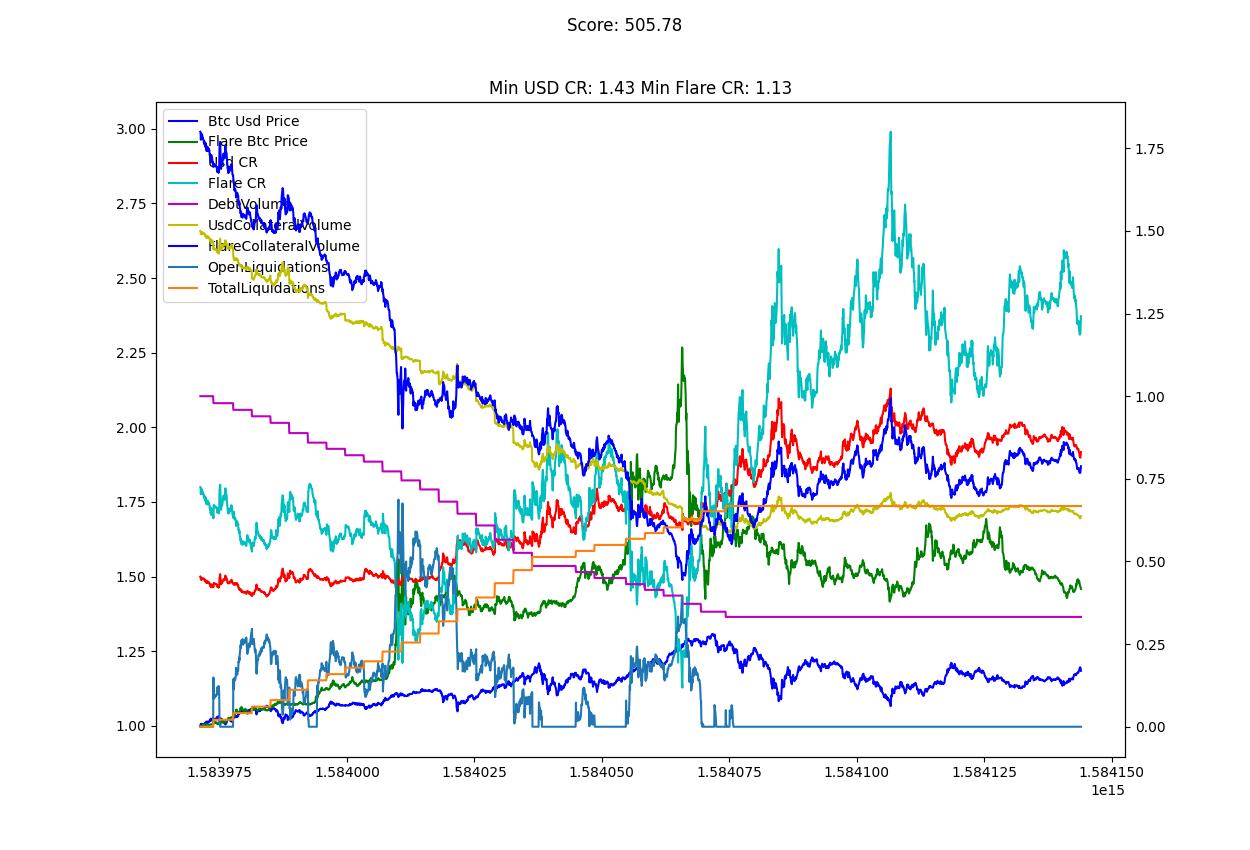 Score: 505.78
Min USD CR: 1.43 Min Flare CR: 1.13
Btc Usd Price
Flare Btc Price
Usd CR
Flare CR
DebtVolume
UsdCollateralVolume
FlareCollateralVolume
OpenLiquidations
TotalLiquidations
3.00
2.75
2.50
2.25
2.00
1.75
1.50
1.25
1.00
1.75
1.50
1.25
1.00
0.75
0.50
0.25
0.00
1.583975 1.584000 1.584025 1.584050 1.584075 1.584100 1.584125 1.584150
1e15